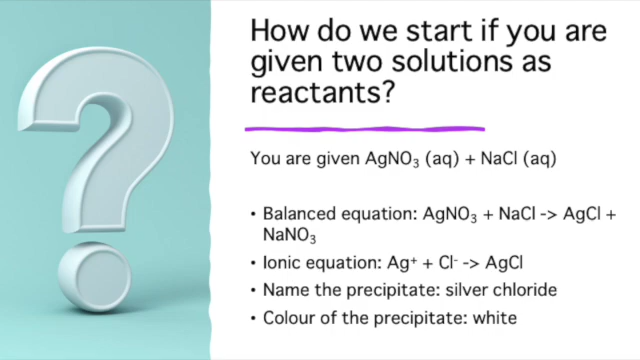 How do we start if you are
given two solutions as
reactants?
You are given AgNO₃ (aq) + NaCl (aq)
• Balanced equation: AgNO₃ + NaCl -> AgCl +
NaNO₃
• Ionic equation: Ag⁺ + Cl⁻ -> AgCl
• Name the precipitate: silver chloride
• Colour of the precipitate: white